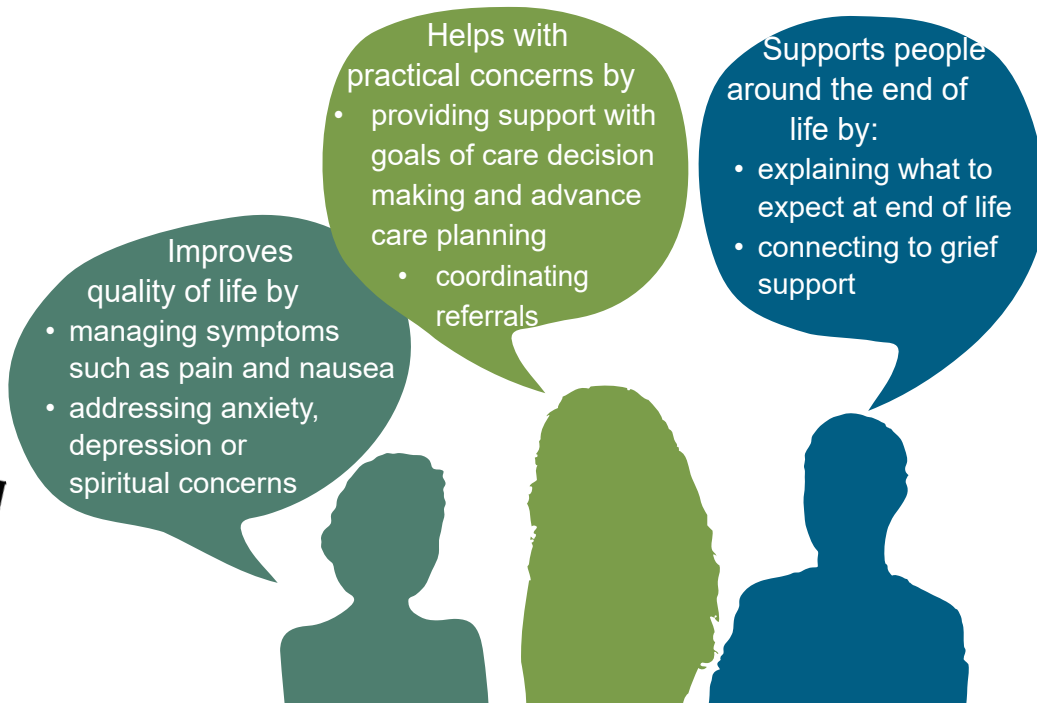 Improves
quality of life by
• managing symptoms
such as pain and nausea
• addressing anxiety,
depression or
spiritual concerns
Helps with
practical concerns by
• providing support with
goals of care decision
making and advance
care planning
• coordinating
referrals
Supports people
around the end of
life by:
• explaining what to
expect at end of life
• connecting to grief
support